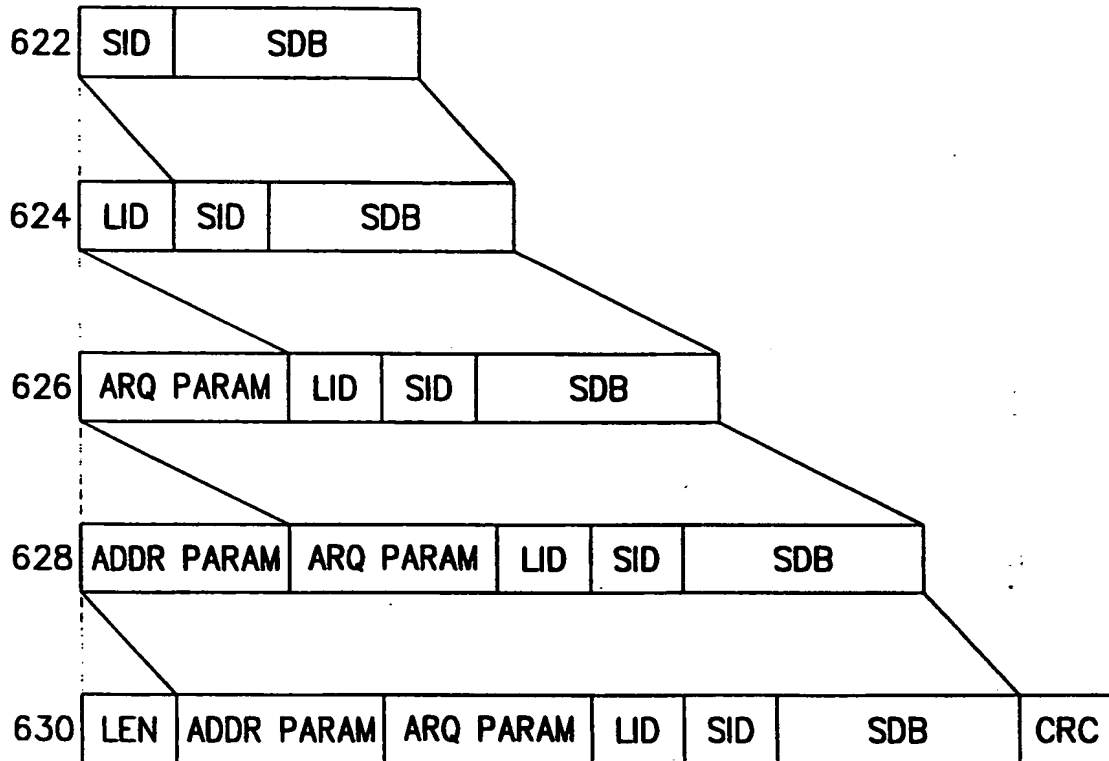 622 SID SDB
624 LID SID SDB
626 ARQ PARAM LID SID SDB
628 ADDR PARAM ARQ PARAM LID SID SDB
630 LEN ADDR PARAM ARQ PARAM LID SID SDB CRC